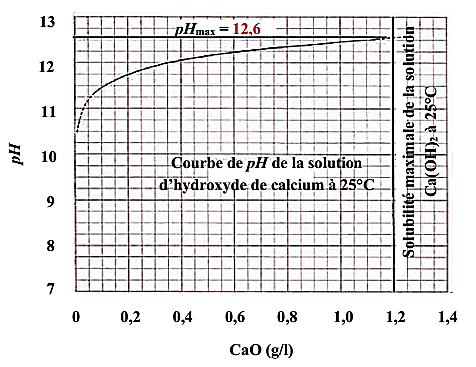 13
12
11
10
9
8
7
pH
pHmax = 12,6
Courbe de pH de la solution
d'hydroxyde de calcium à 25°C
Solubilité maximale de la solution
Ca(OH)2 à 25°C
0 0,2 0,4 0,6 0,8 1,0 1,2 1,4
CaO (g/l)